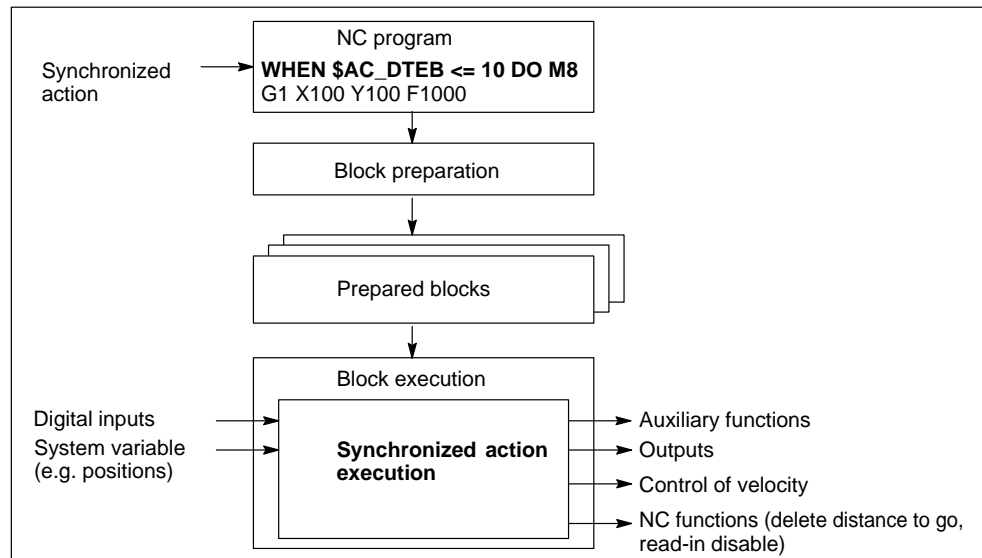 NC program
Synchronized
action
WHEN $AC_DTEB <= 10 DO M8
G1 X100 Y100 F1000
Block preparation
Prepared blocks
Block execution
Digital inputs
System variable
(e.g. positions)
Synchronized action
execution
Auxiliary functions
Outputs
Control of velocity
NC functions (delete distance to go,
read-in disable)